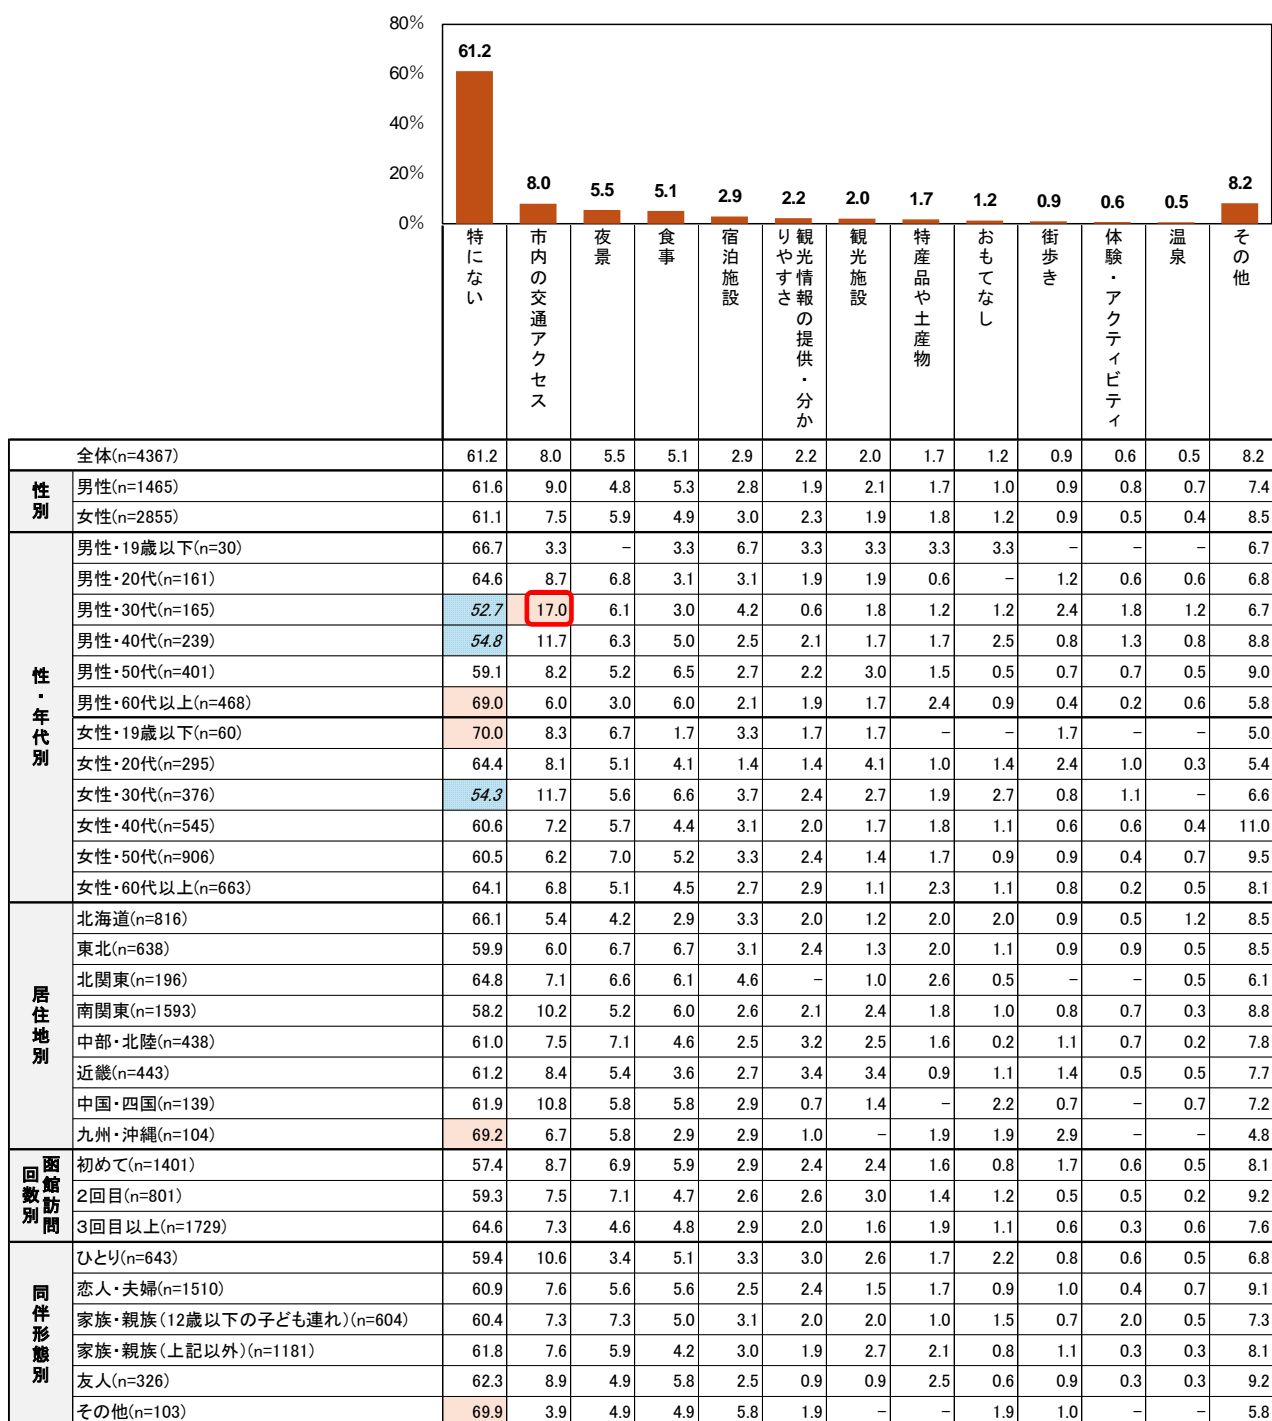 80%
60%
40%
20%
0%
61.2
8.0
5.5
5.1
2.9
2.2
2.0
1.7
1.2
0.9
0.6
0.5
8.2
特にない
市内の交通アクセス
夜景
食事
宿泊施設
観光情報の提供・分か
りやすさ
観光施設
特産品や土産物
おもてなし
街歩き
体験・アクティビティ
温泉
その他
全体(n=4367) 61.2 8.0 5.5 5.1 2.9 2.2 2.0 1.7 1.2 0.9 0.6 0.5 8.2
性別
男性(n=1465) 61.6 9.0 4.8 5.3 2.8 1.9 2.1 1.7 1.0 0.9 0.8 0.7 7.4
女性(n=2855) 61.1 7.5 5.9 4.9 3.0 2.3 1.9 1.8 1.2 0.9 0.5 0.4 8.5
性・年代別
男性・19歳以下(n=30) 66.7 3.3 − 3.3 6.7 3.3 3.3 3.3 3.3 − − − 6.7
男性・20代(n=161) 64.6 8.7 6.8 3.1 3.1 1.9 1.9 0.6 − 1.2 0.6 0.6 6.8
男性・30代(n=165) 52.7 17.0 6.1 3.0 4.2 0.6 1.8 1.2 1.2 2.4 1.8 1.2 6.7
男性・40代(n=239) 54.8 11.7 6.3 5.0 2.5 2.1 1.7 1.7 2.5 0.8 1.3 0.8 8.8
男性・50代(n=401) 59.1 8.2 5.2 6.5 2.7 2.2 3.0 1.5 0.5 0.7 0.7 0.5 9.0
男性・60代以上(n=468) 69.0 6.0 3.0 6.0 2.1 1.9 1.7 2.4 0.9 0.4 0.2 0.6 5.8
女性・19歳以下(n=60) 70.0 8.3 6.7 1.7 3.3 1.7 1.7 − − 1.7 − − 5.0
女性・20代(n=295) 64.4 8.1 5.1 4.1 1.4 1.4 4.1 1.0 1.4 2.4 1.0 0.3 5.4
女性・30代(n=376) 54.3 11.7 5.6 6.6 3.7 2.4 2.7 1.9 2.7 0.8 1.1 − 6.6
女性・40代(n=545) 60.6 7.2 5.7 4.4 3.1 2.0 1.7 1.8 1.1 0.6 0.6 0.4 11.0
女性・50代(n=906) 60.5 6.2 7.0 5.2 3.3 2.4 1.4 1.7 0.9 0.9 0.4 0.7 9.5
女性・60代以上(n=663) 64.1 6.8 5.1 4.5 2.7 2.9 1.1 2.3 1.1 0.8 0.2 0.5 8.1
居住地別
北海道(n=816) 66.1 5.4 4.2 2.9 3.3 2.0 1.2 2.0 2.0 0.9 0.5 1.2 8.5
東北(n=638) 59.9 6.0 6.7 6.7 3.1 2.4 1.3 2.0 1.1 0.9 0.9 0.5 8.5
北関東(n=196) 64.8 7.1 6.6 6.1 4.6 − 1.0 2.6 0.5 − − 0.5 6.1
南関東(n=1593) 58.2 10.2 5.2 6.0 2.6 2.1 2.4 1.8 1.0 0.8 0.7 0.3 8.8
中部・北陸(n=438) 61.0 7.5 7.1 4.6 2.5 3.2 2.5 1.6 0.2 1.1 0.7 0.2 7.8
近畿(n=443) 61.2 8.4 5.4 3.6 2.7 3.4 3.4 0.9 1.1 1.4 0.5 0.5 7.7
中国・四国(n=139) 61.9 10.8 5.8 5.8 2.9 0.7 1.4 − 2.2 0.7 − 0.7 7.2
九州・沖縄(n=104) 69.2 6.7 5.8 2.9 2.9 1.0 − 1.9 1.9 2.9 − − 4.8
函館訪問
回数別
初めて(n=1401) 57.4 8.7 6.9 5.9 2.9 2.4 2.4 1.6 0.8 1.7 0.6 0.5 8.1
2回目(n=801) 59.3 7.5 7.1 4.7 2.6 2.6 3.0 1.4 1.2 0.5 0.5 0.2 9.2
3回目以上(n=1729) 64.6 7.3 4.6 4.8 2.9 2.0 1.6 1.9 1.1 0.6 0.3 0.6 7.6
同伴形態別
ひとり(n=643) 59.4 10.6 3.4 5.1 3.3 3.0 2.6 1.7 2.2 0.8 0.6 0.5 6.8
恋人・夫婦(n=1510) 60.9 7.6 5.6 5.6 2.5 2.4 1.5 1.7 0.9 1.0 0.4 0.7 9.1
家族・親族(12歳以下の子ども連れ)(n=604) 60.4 7.3 7.3 5.0 3.1 2.0 2.0 1.0 1.5 0.7 2.0 0.5 7.3
家族・親族(上記以外)(n=1181) 61.8 7.6 5.9 4.2 3.0 1.9 2.7 2.1 0.8 1.1 0.3 0.3 8.1
友人(n=326) 62.3 8.9 4.9 5.8 2.5 0.9 0.9 2.5 0.6 0.9 0.3 0.3 9.2
その他(n=103) 69.9 3.9 4.9 4.9 5.8 1.9 − − 1.9 1.0 − − 5.8